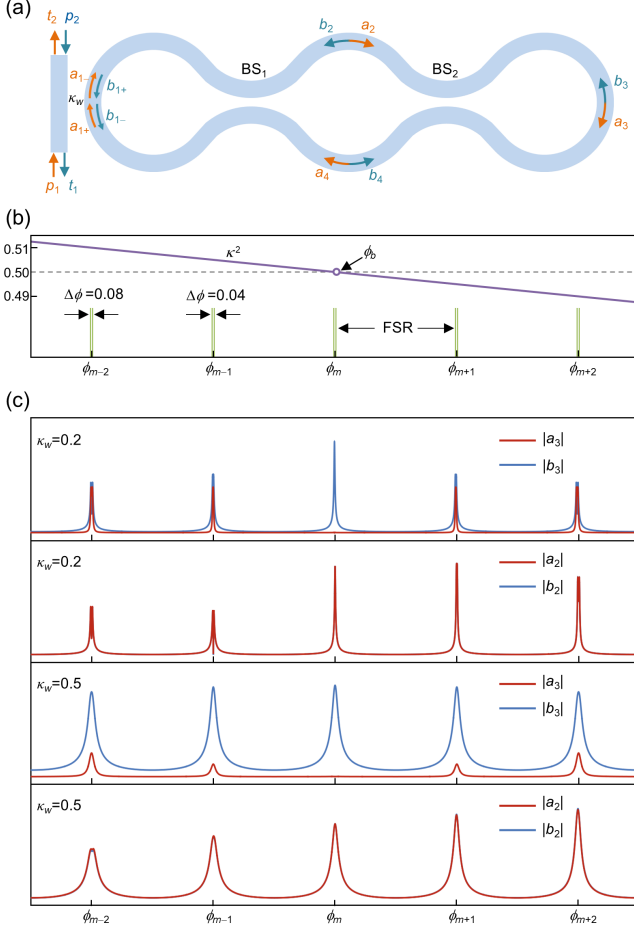 (a)
t₂ p₂
b₂ a₂
a₁₋ b₁₊
BS₁ BS₂
κw
b₃
a₁₊ b₁₋
a₃
a₄ b₄
p₁ t₁
(b)
0.51
κ² ϕb
0.50
0.49
Δϕ=0.08 Δϕ=0.04
FSR
ϕm−2 ϕm−1 ϕm ϕm+1 ϕm+2
(c)
κw=0.2 |a₃|
|b₃|
κw=0.2 |a₂|
|b₂|
κw=0.5 |a₃|
|b₃|
κw=0.5 |a₂|
|b₂|
ϕm−2 ϕm−1 ϕm ϕm+1 ϕm+2